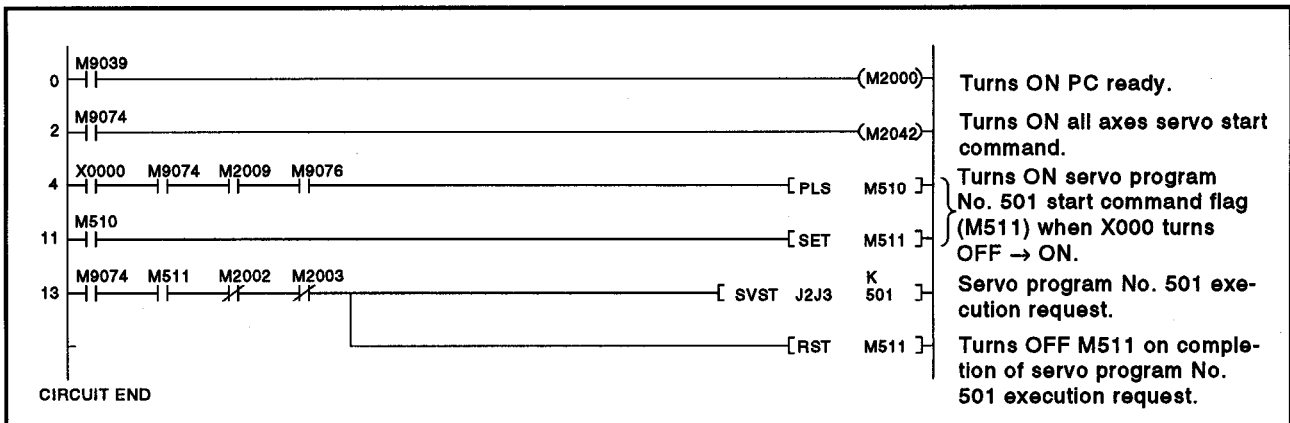 M9039
0 (M2000) Turns ON PC ready.
M9074
2 (M2042) Turns ON all axes servo start
command.
X0000 M9074 M2009 M9076
4 [ PLS M510 ] Turns ON servo program
No. 501 start command flag
(M511) when X000 turns
OFF → ON.
M510
11 [ SET M511 ]
M9074 M511 M2002 M2003
K
13 [ SVST J2J3 501 ] Servo program No. 501 exe-
cution request.
[ RST M511 ] Turns OFF M511 on comple-
tion of servo program No.
501 execution request.
CIRCUIT END